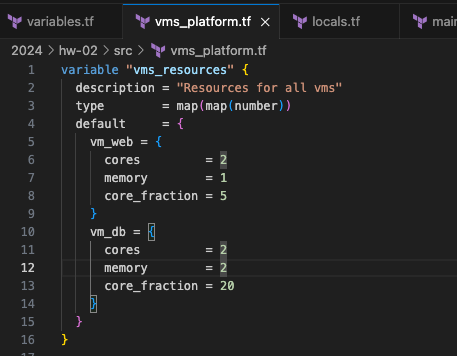 variables.tf vms_platform.tf × locals.tf mai
2024 > hw-02 > src > vms_platform.tf
1 variable "vms_resources" {
2 description = "Resources for all vms"
3 type = map(map(number))
4 default = {
5 vm_web = {
6 cores = 2
7 memory = 1
8 core_fraction = 5
9 }
10 vm_db = {
11 cores = 2
12 memory = 2
13 core_fraction = 20
14 }
15 }
16 }
17